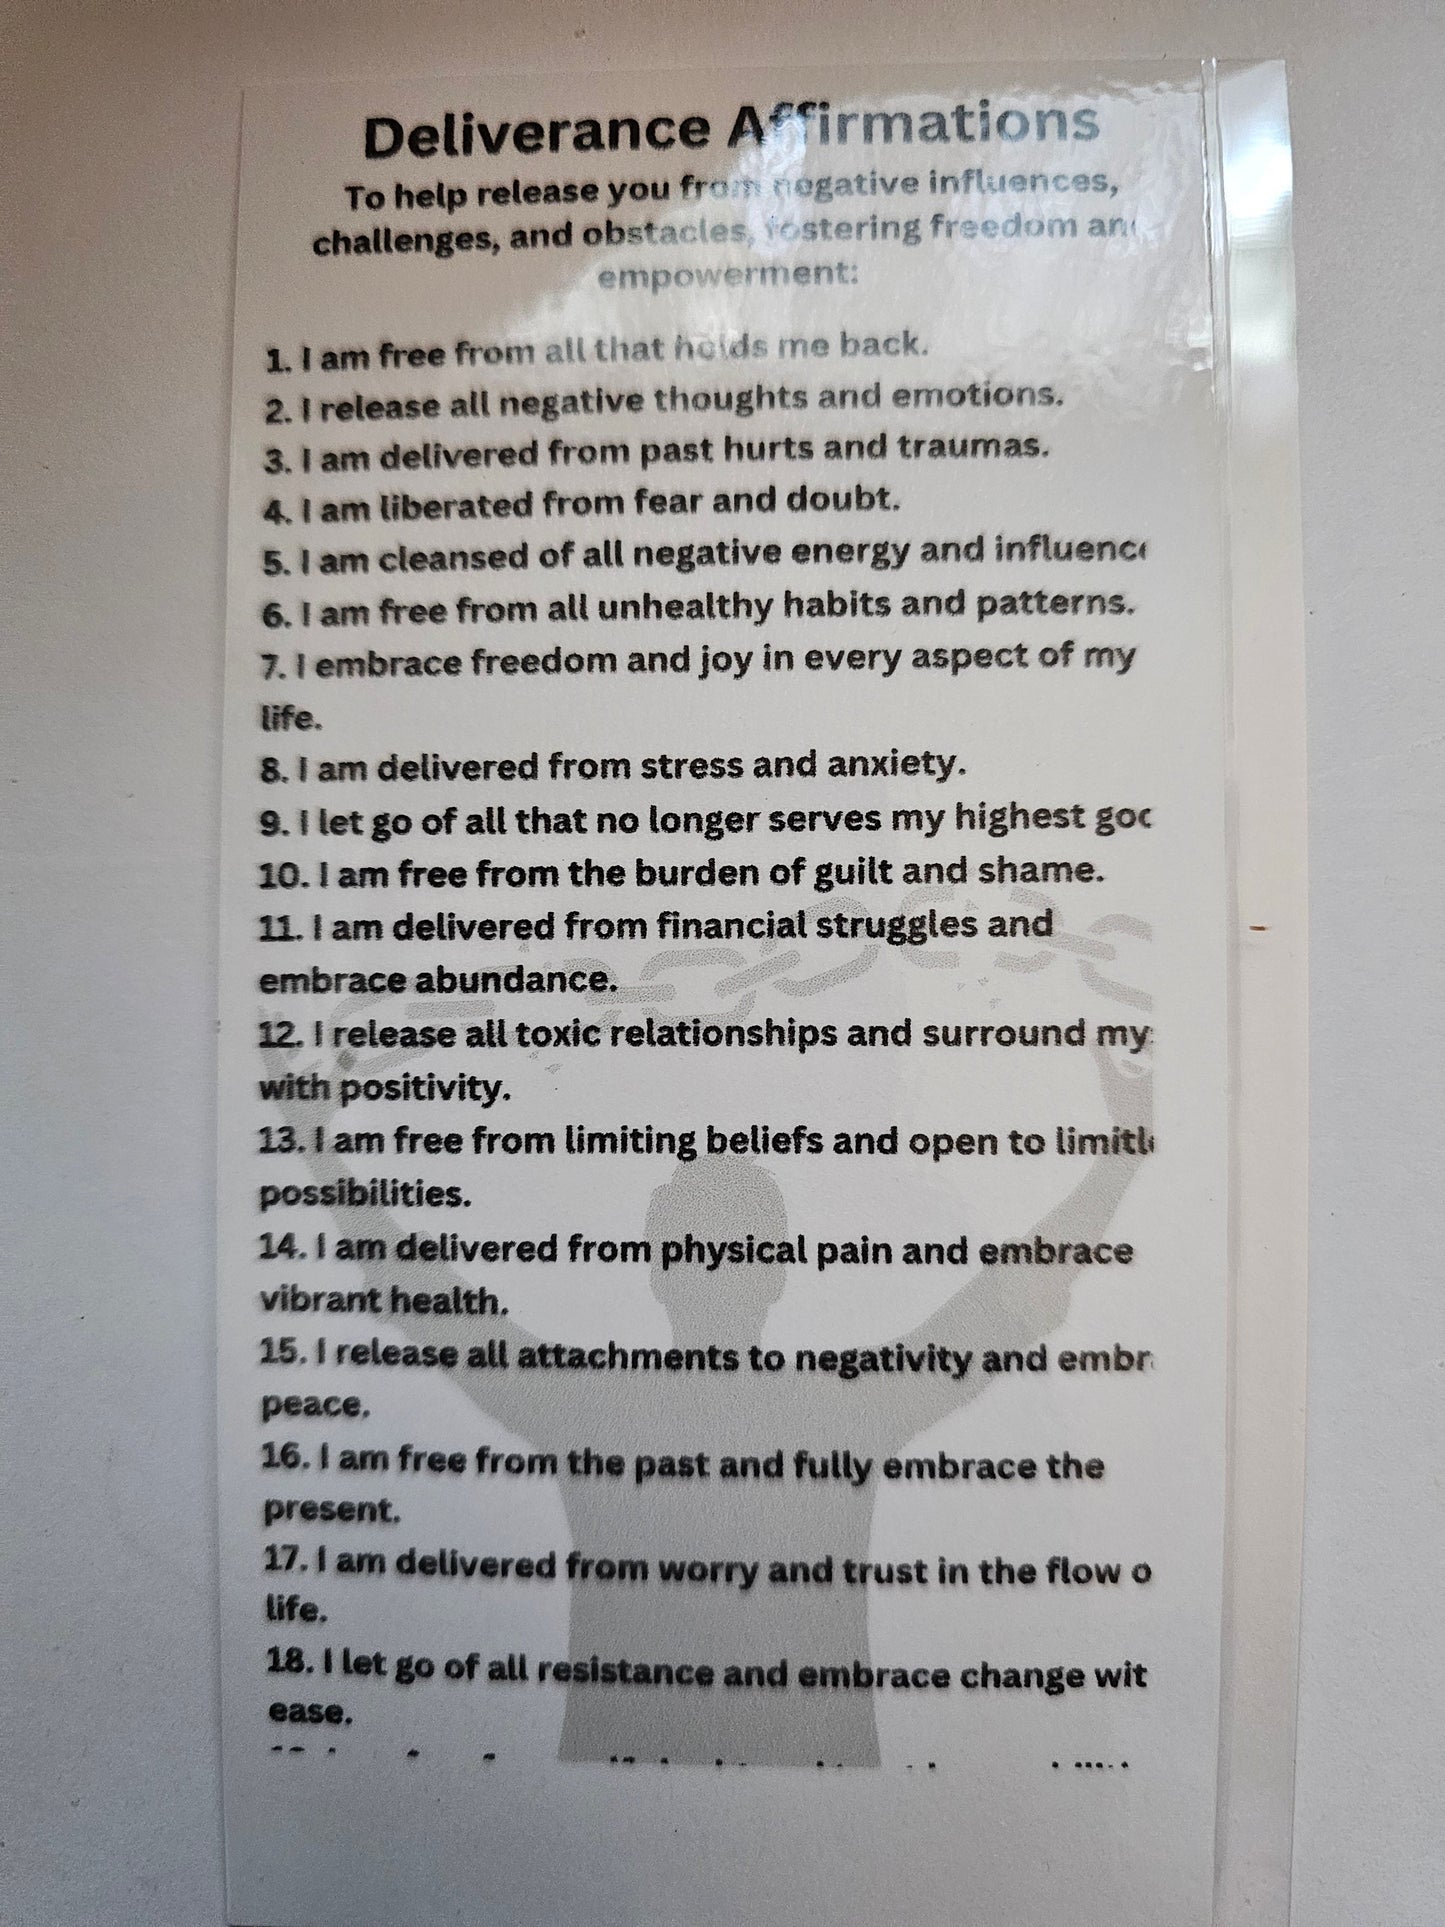 Deliverance Affirmations
To help release you from negative influences,
challenges, and obstacles, fostering freedom an
empowerment:
1. I am free from all that holds me back.
2. I release all negative thoughts and emotions.
3. I am delivered from past hurts and traumas.
4. I am liberated from fear and doubt.
5. I am cleansed of all negative energy and influenc
6. I am free from all unhealthy habits and patterns.
7. I embrace freedom and joy in every aspect of my
life.
8. I am delivered from stress and anxiety.
9. I let go of all that no longer serves my highest goo
10. I am free from the burden of guilt and shame.
11. I am delivered from financial struggles and
embrace abundance.
12. I release all toxic relationships and surround my
with positivity.
13. I am free from limiting beliefs and open to limitl
possibilities.
14. I am delivered from physical pain and embrace
vibrant health.
15. I release all attachments to negativity and embr
peace.
16. I am free from the past and fully embrace the
present.
17. I am delivered from worry and trust in the flow o
life.
18. I let go of all resistance and embrace change wit
ease.